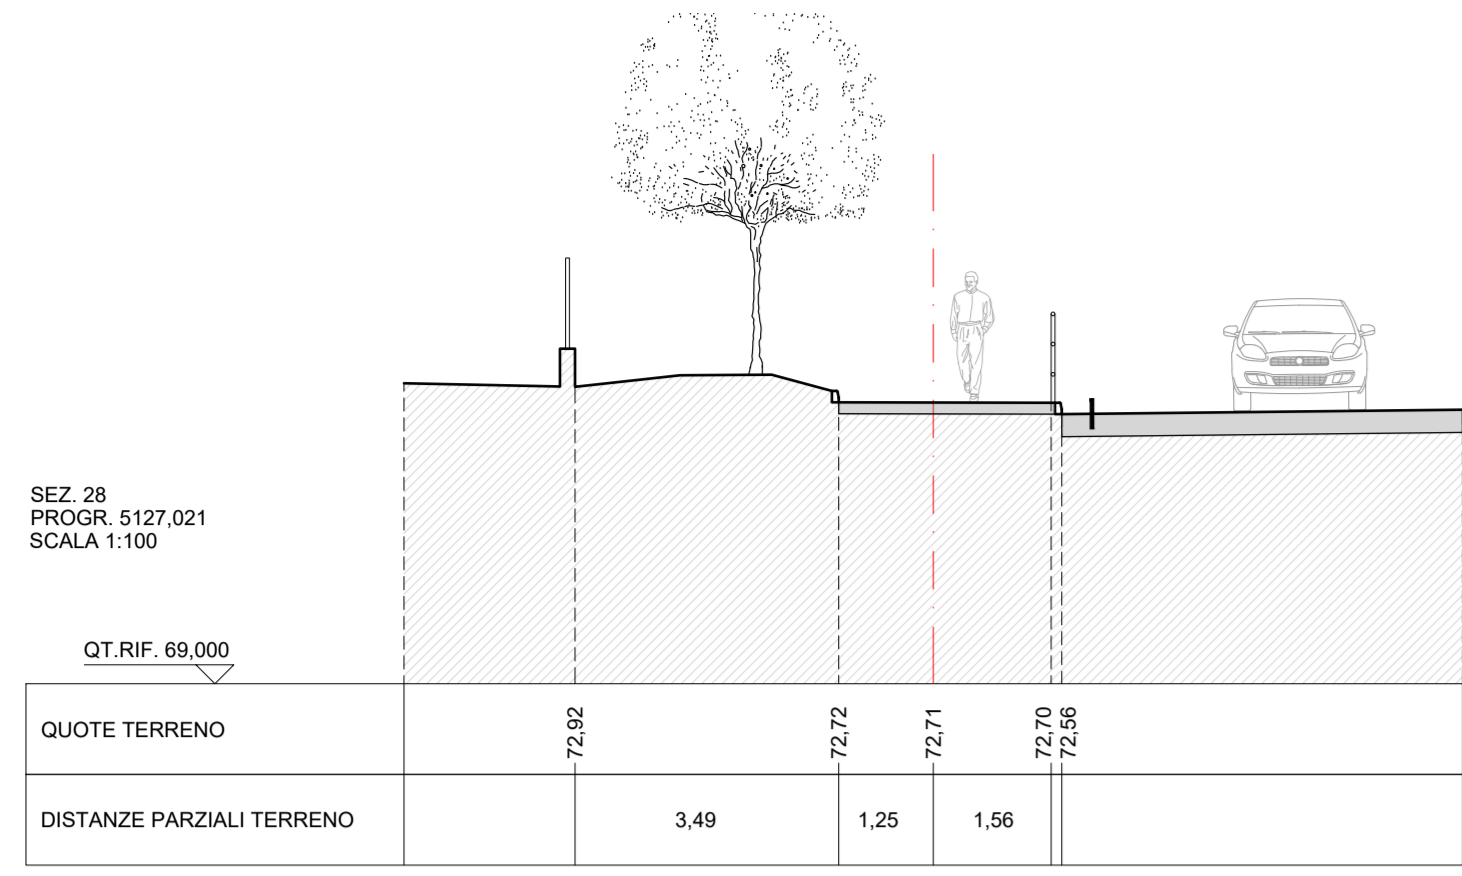 SEZ. 28
PROGR. 5127,021
SCALA 1:100
QT.RIF. 69,000
QUOTE TERRENO
72,92
72,72
72,71
72,70
72,56
DISTANZE PARZIALI TERRENO
3,49
1,25
1,56